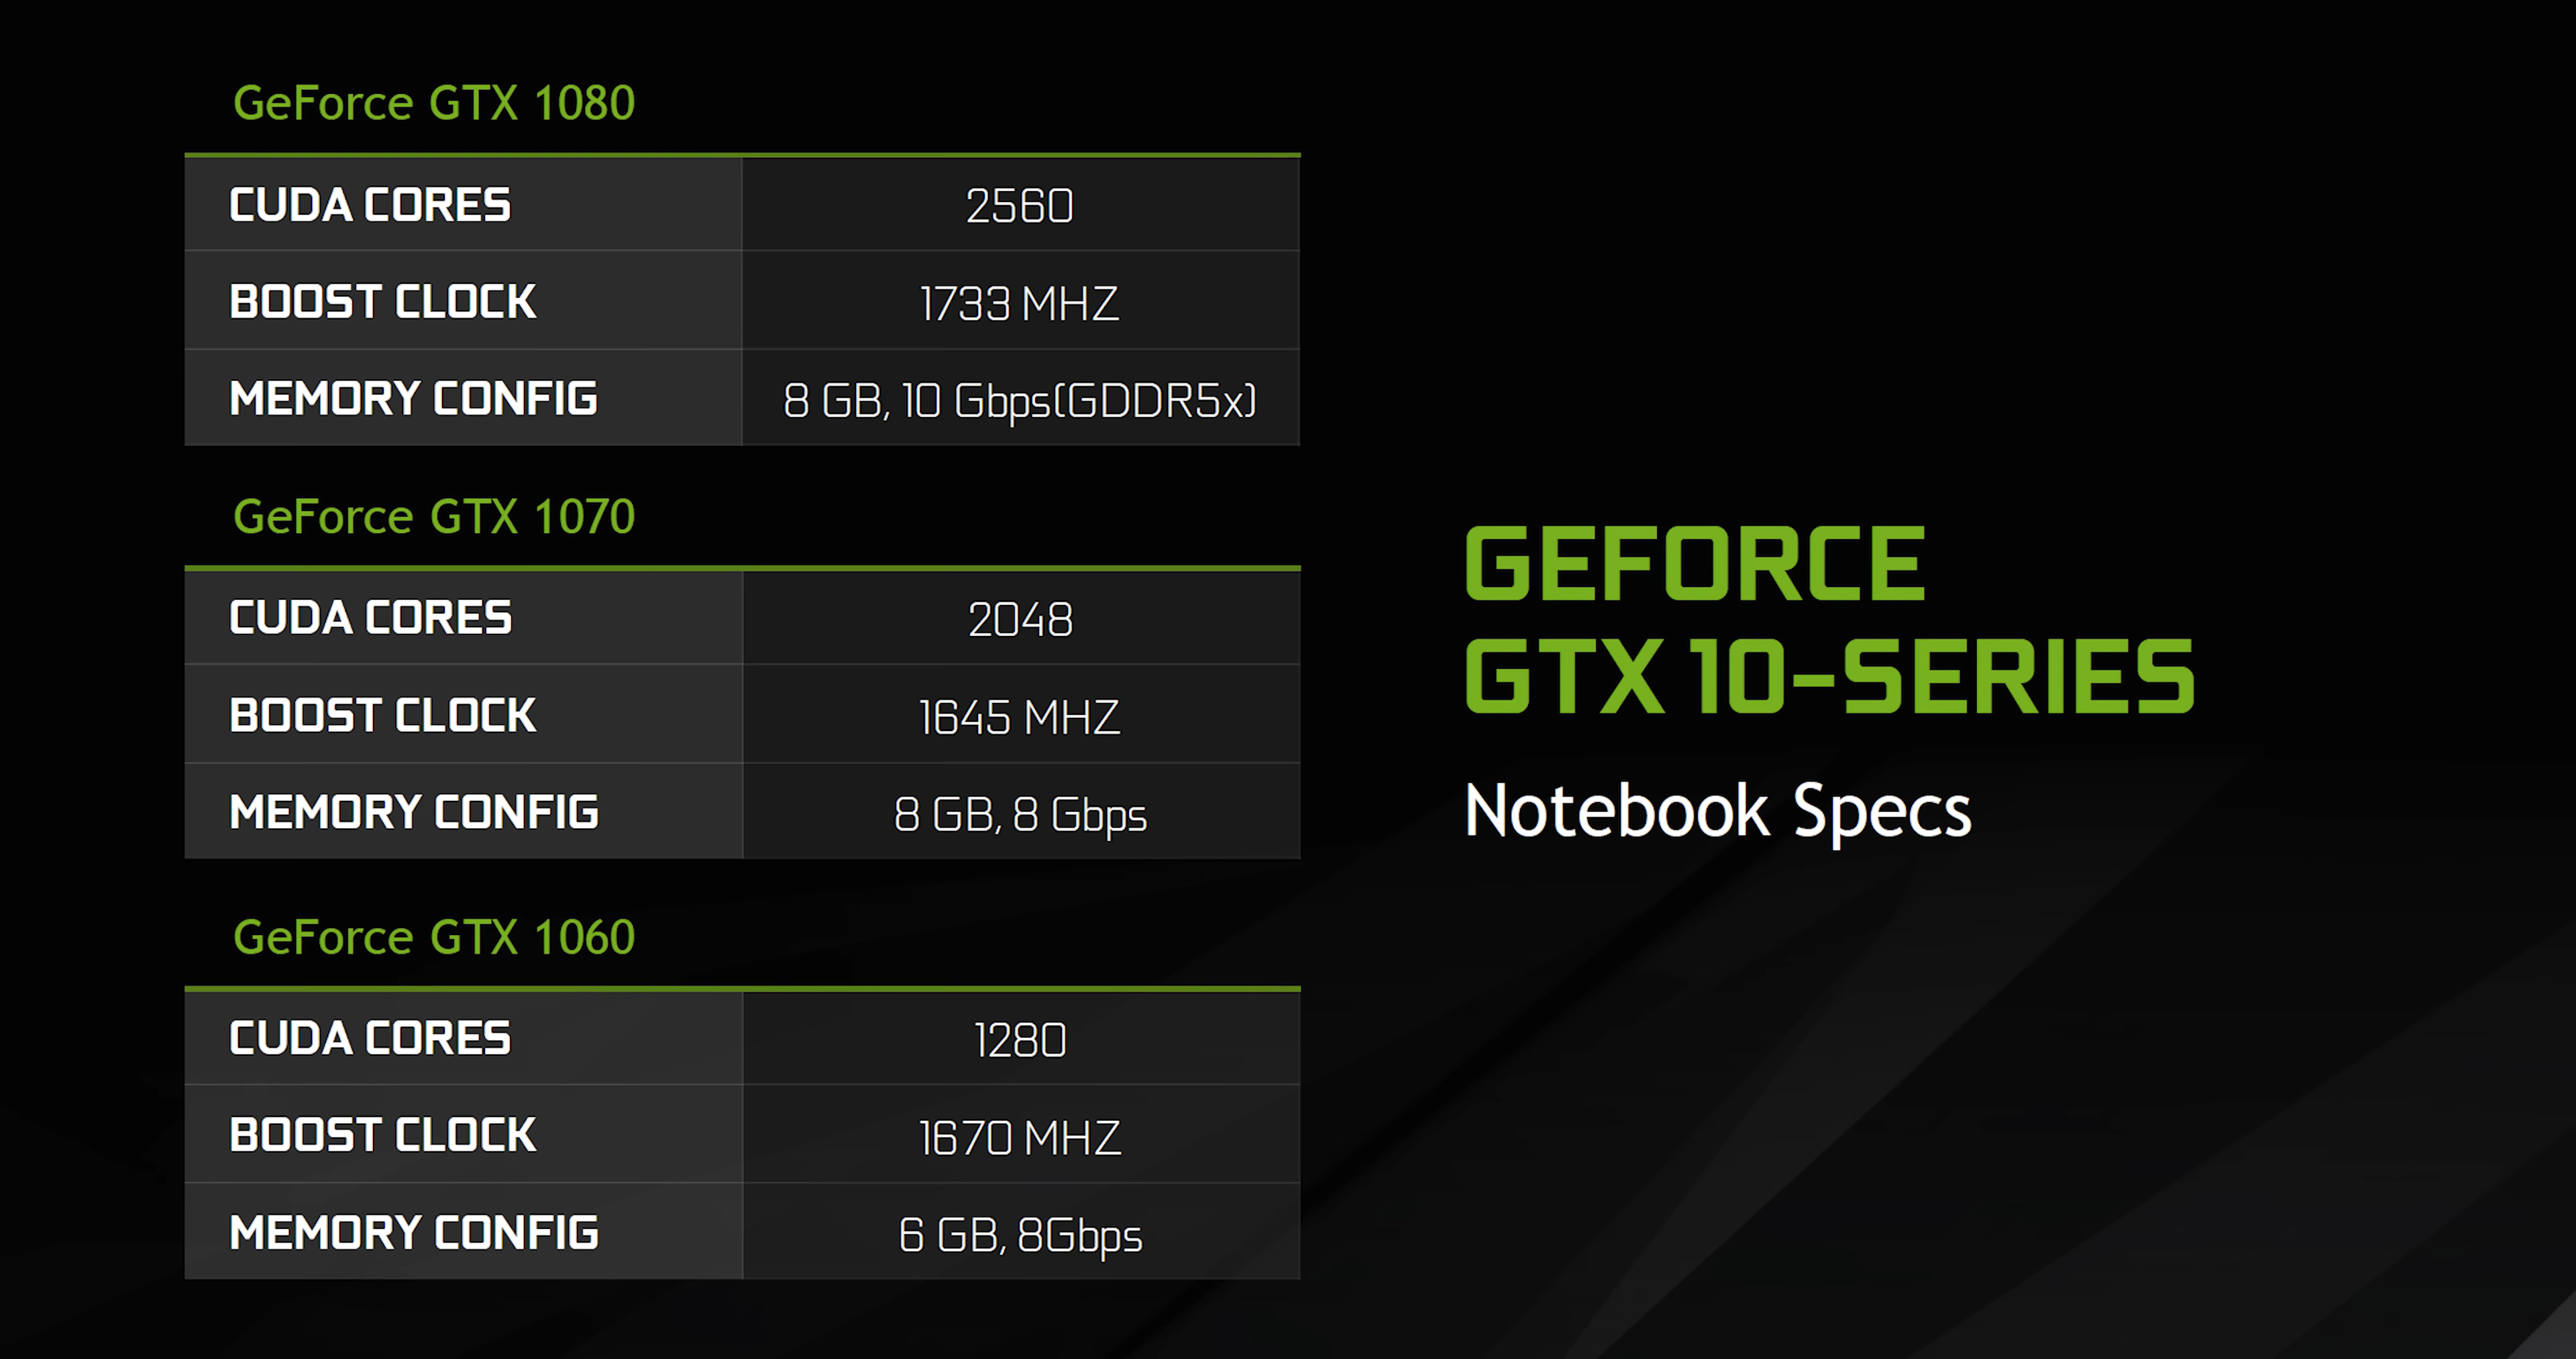 GeForce GTX 1080
CUDA CORES 2560
BOOST CLOCK 1733 MHZ
MEMORY CONFIG 8 GB, 10 Gbps(GDDR5x)
GeForce GTX 1070
CUDA CORES 2048
BOOST CLOCK 1645 MHZ
MEMORY CONFIG 8 GB, 8 Gbps
GeForce GTX 1060
CUDA CORES 1280
BOOST CLOCK 1670 MHZ
MEMORY CONFIG 6 GB, 8Gbps
GEFORCE
GTX 10-SERIES
Notebook Specs